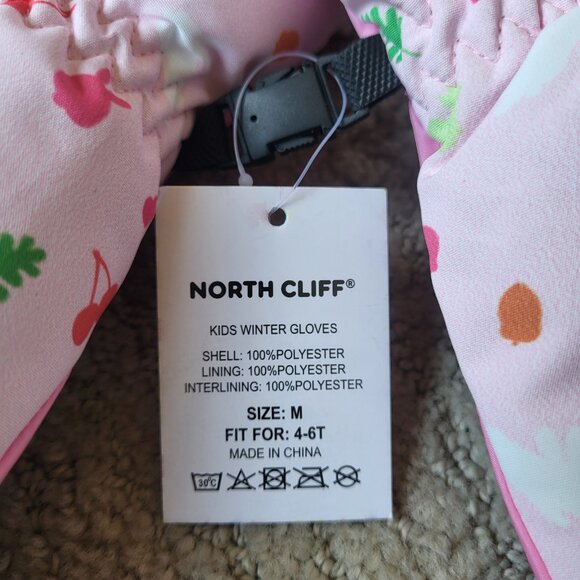 NORTH CLIFF®
KIDS WINTER GLOVES
SHELL: 100%POLYESTER
LINING: 100%POLYESTER
INTERLINING: 100%POLYESTER
SIZE: M
FIT FOR: 4-6T
MADE IN CHINA
30°C